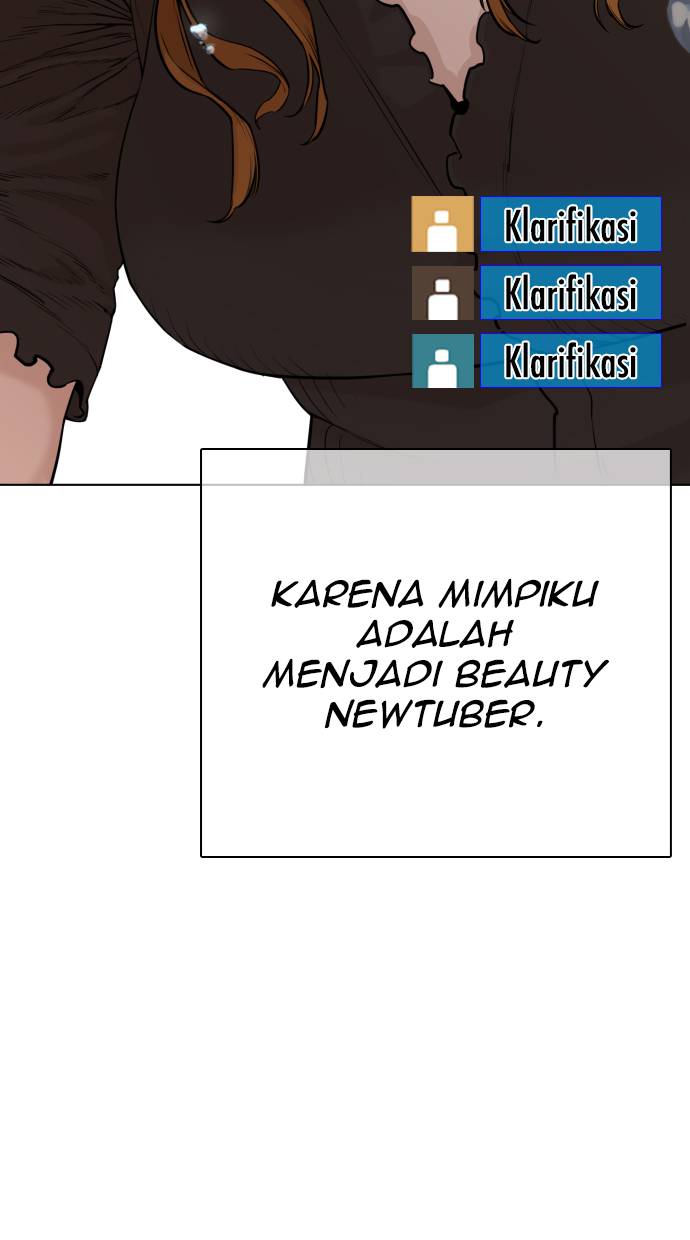 Klarifikasi
Klarifikasi
Klarifikasi
KARENA MIMPIKU
ADALAH
MENJADI BEAUTY
NEWTUBER.